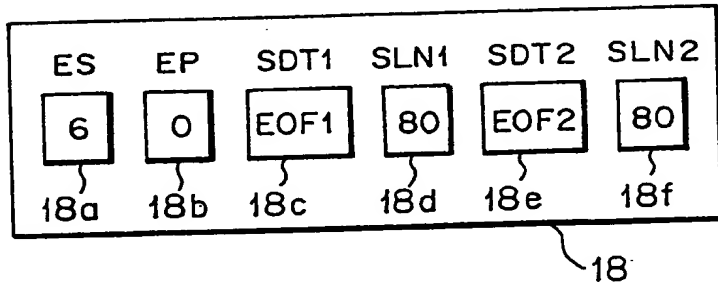 ES EP SDT1 SLN1 SDT2 SLN2
6 0 EOF1 80 EOF2 80
18a 18b 18c 18d 18e 18f
18